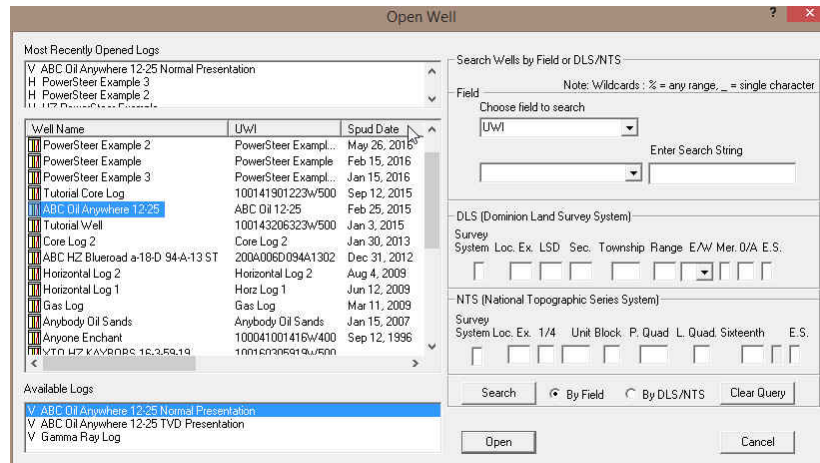 Open Well
?
Most Recently Opened Logs
V ABC Oil Anywhere 12-25 Normal Presentation
H PowerSteer Example 3
H PowerSteer Example 2
Well Name UWI Spud Date
PowerSteer Example 2 PowerSteer Exampl... May 26, 2016
PowerSteer Example PowerSteer Example Feb 15, 2016
PowerSteer Example 3 PowerSteer Exampl... Jan 15, 2016
Tutorial Core Log 100141901223W500 Sep 12, 2015
ABC Oil Anywhere 12-25 ABC Oil 12-25 Feb 25, 2015
Tutorial Well 100143206323W500 Jan 3, 2015
Core Log 2 Core Log 2 Jan 30, 2013
ABC HZ Blueroad a-18-D 94-A-13 ST 200A006D094A1302 Dec 31, 2012
Horizontal Log 2 Horizontal Log 2 Aug 4, 2009
Horizontal Log 1 Horz Log 1 Jun 12, 2009
Gas Log Gas Log Mar 11, 2009
Anybody Oil Sands Anybody Oil Sands Jan 15, 2007
Anyone Enchant 100041001416W400 Sep 12, 1996
XTO HZ KAYBOBS 16-3-59-19 100160305919W500
Available Logs
V ABC Oil Anywhere 12-25 Normal Presentation
V ABC Oil Anywhere 12-25 TVD Presentation
V Gamma Ray Log
Search Wells by Field or DLS/NTS
Note: Wildcards : % = any range, _ = single character
Field
Choose field to search
UWI
Enter Search String
DLS (Dominion Land Survey System)
Survey
System Loc. Ex. LSD Sec. Township Range E/W Mer. O/A E.S.
NTS (National Topographic Series System)
Survey
System Loc. Ex. 1/4 Unit Block P. Quad L. Quad. Sixteenth E.S.
Search By Field By DLS/NTS Clear Query
Open Cancel